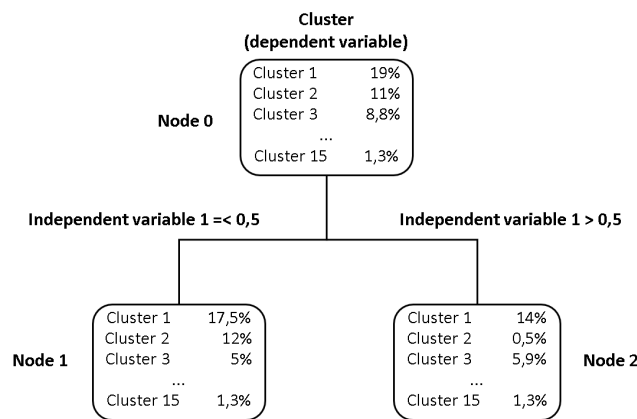 Cluster
(dependent variable)
Cluster 1 19%
Cluster 2 11%
Cluster 3 8,8%
...
Cluster 15 1,3%
Node 0
Independent variable 1 =< 0,5
Independent variable 1 > 0,5
Cluster 1 17,5%
Cluster 2 12%
Cluster 3 5%
...
Cluster 15 1,3%
Node 1
Cluster 1 14%
Cluster 2 0,5%
Cluster 3 5,9%
...
Cluster 15 1,3%
Node 2